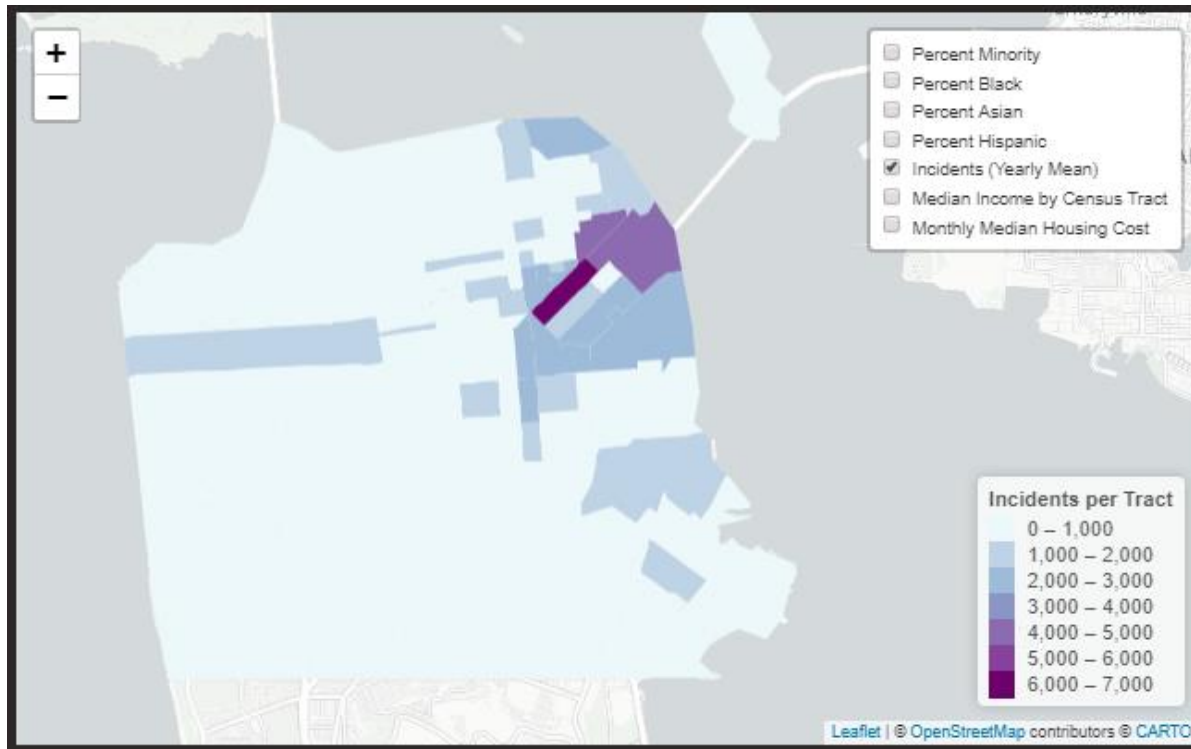 +
−
Percent Minority
Percent Black
Percent Asian
Percent Hispanic
Incidents (Yearly Mean)
Median Income by Census Tract
Monthly Median Housing Cost
Incidents per Tract
0 – 1,000
1,000 – 2,000
2,000 – 3,000
3,000 – 4,000
4,000 – 5,000
5,000 – 6,000
6,000 – 7,000
Leaflet | © OpenStreetMap contributors © CARTO